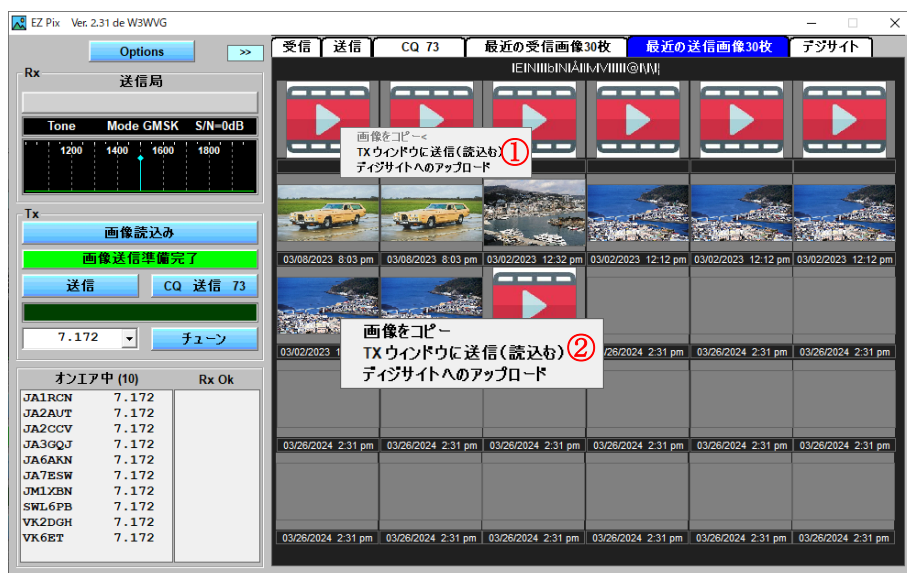 EZ Pix Ver. 2.31 de W3WVG
Options
>>
受信 送信 CQ 73 最近の受信画像30枚 最近の送信画像30枚 デジサイト
Rx
送信局
Tone Mode GMSK S/N=0dB
1200 1400 1600 1800
画像をコピー<
TXウィンドウに送信(読込む) ①
ディジサイトへのアップロード
Tx
画像読込み
画像送信準備完了
送信 CQ 送信 73
7.172 チューン
03/08/2023 8:03 pm 03/08/2023 8:03 pm 03/02/2023 12:32 pm 03/02/2023 12:12 pm 03/02/2023 12:12 pm 03/02/2023 12:12 pm
画像をコピー
TXウィンドウに送信(読込む) ②
ディジサイトへのアップロード
03/02/2023 /26/2024 2:31 pm 03/26/2024 2:31 pm 03/26/2024 2:31 pm
オンエア中 (10) Rx Ok
JA1RCN 7.172
JA2AUT 7.172
JA2CCV 7.172
JA3GQJ 7.172
JA6AKN 7.172
JA7ESW 7.172
JM1XBN 7.172
SWL6PB 7.172
VK2DGH 7.172
VK6ET 7.172
03/26/2024 2:31 pm 03/26/2024 2:31 pm 03/26/2024 2:31 pm 03/26/2024 2:31 pm 03/26/2024 2:31 pm 03/26/2024 2:31 pm
03/26/2024 2:31 pm 03/26/2024 2:31 pm 03/26/2024 2:31 pm 03/26/2024 2:31 pm 03/26/2024 2:31 pm 03/26/2024 2:31 pm